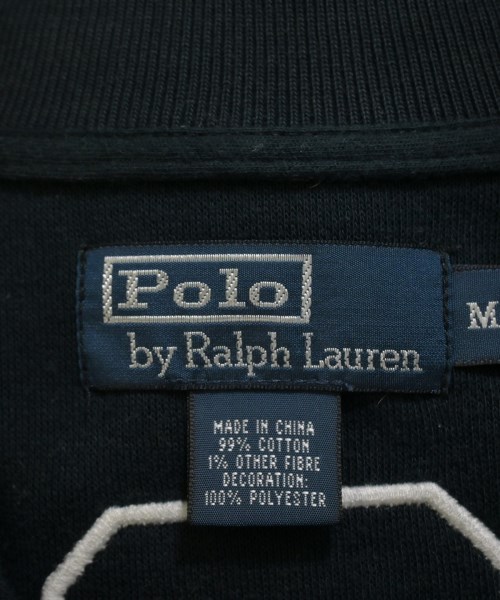 Polo
by Ralph Lauren
M
MADE IN CHINA
99% COTTON
1% OTHER FIBRE
DECORATION:
100% POLYESTER